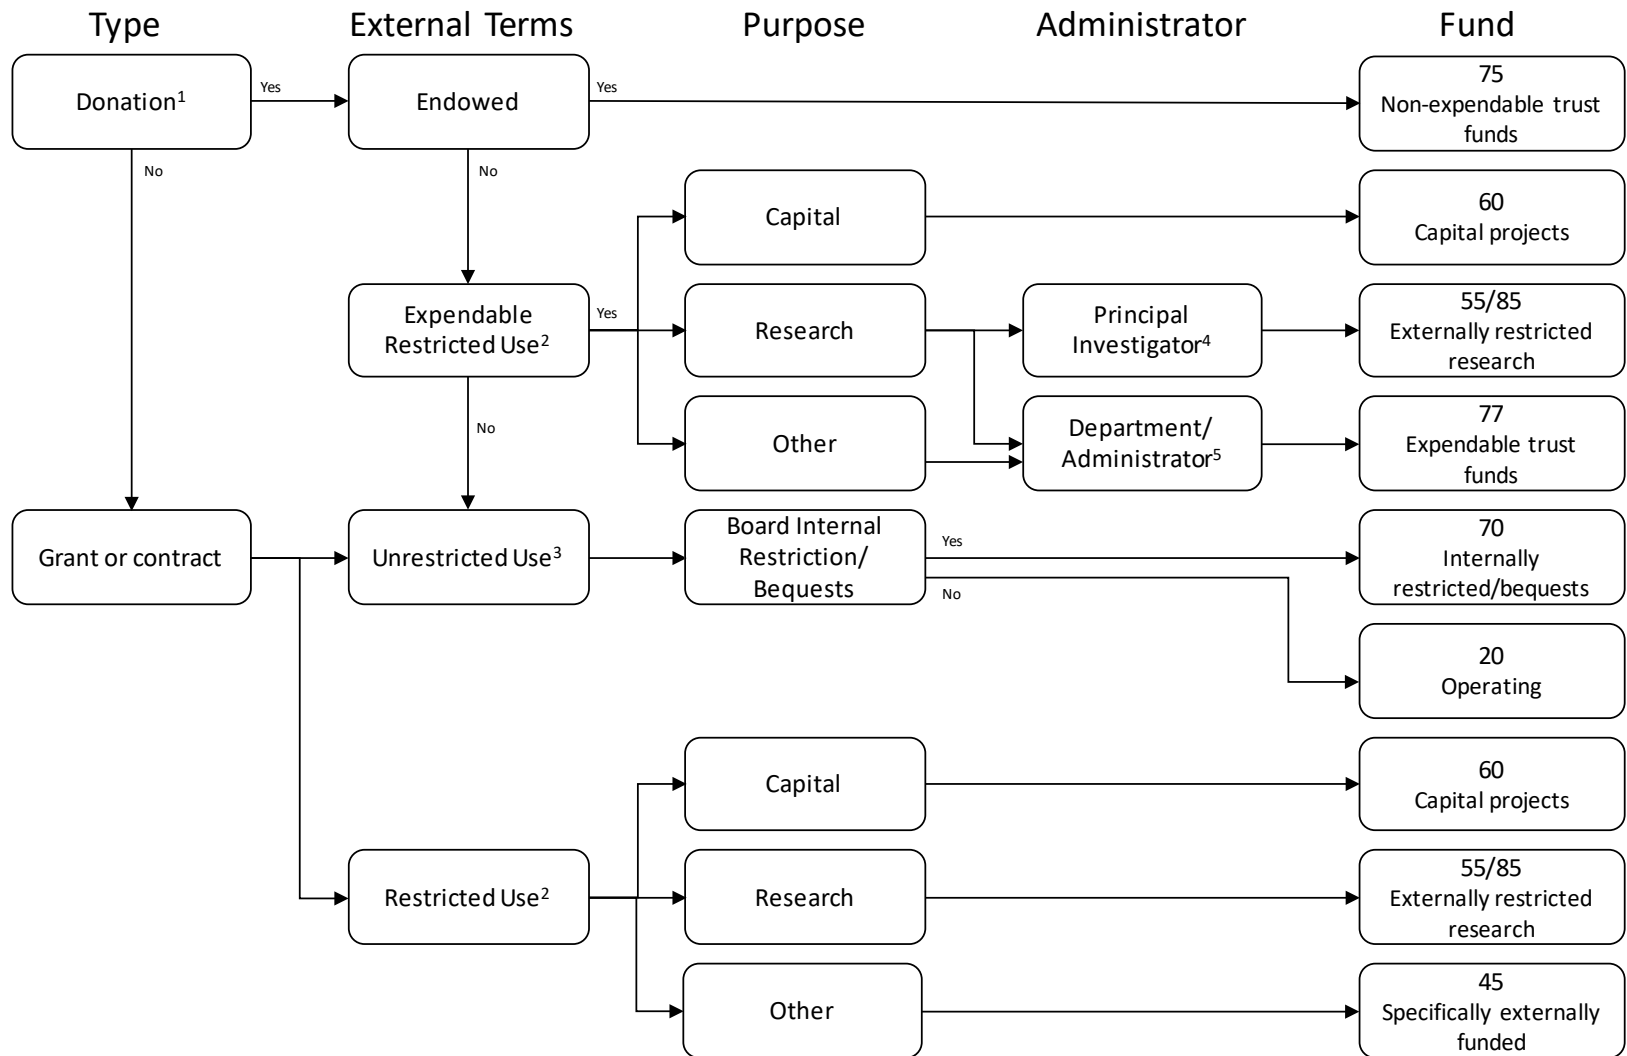 Type External Terms Purpose Administrator Fund
Donation¹
Yes
Endowed
Yes
75
Non-expendable trust
funds
No
No
Capital
60
Capital projects
Expendable
Restricted Use²
Yes
Research
Principal
Investigator⁴
55/85
Externally restricted
research
No
Other
Department/
Administrator⁵
77
Expendable trust
funds
Grant or contract
Unrestricted Use³
Board Internal
Restriction/
Bequests
Yes
No
70
Internally
restricted/bequests
20
Operating
Capital
60
Capital projects
Restricted Use²
Research
55/85
Externally restricted
research
Other
45
Specifically externally
funded